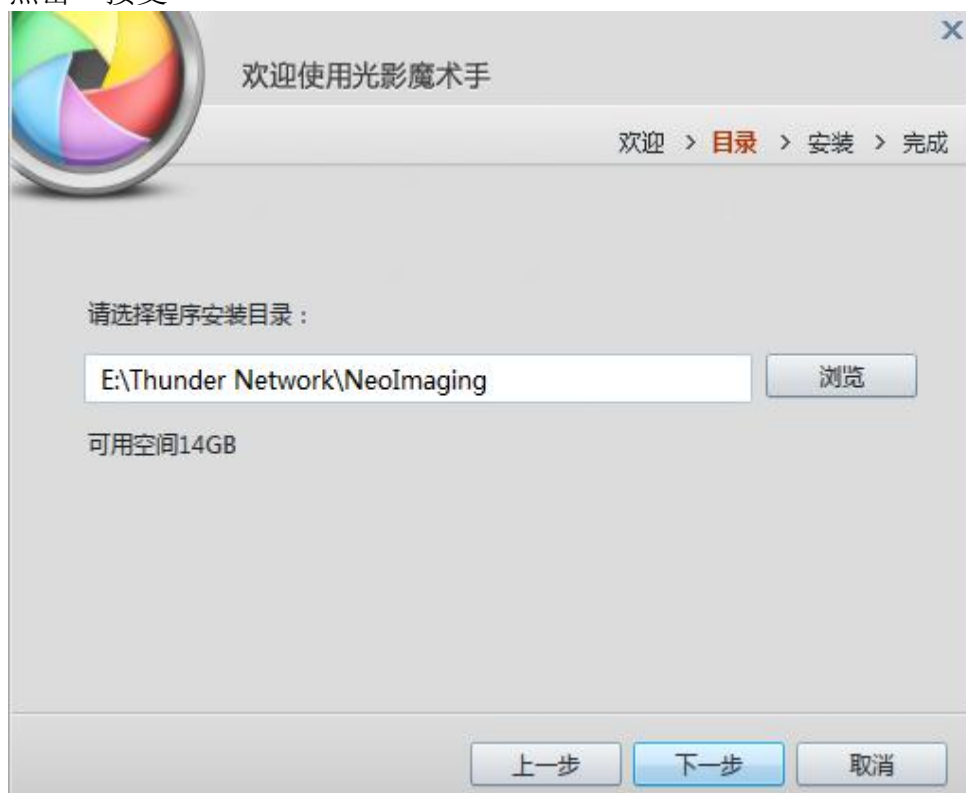 欢迎使用光影魔术手
欢迎 > 目录 > 安装 > 完成
请选择程序安装目录：
E:\Thunder Network\NeoImaging
浏览
可用空间14GB
上一步 下一步 取消